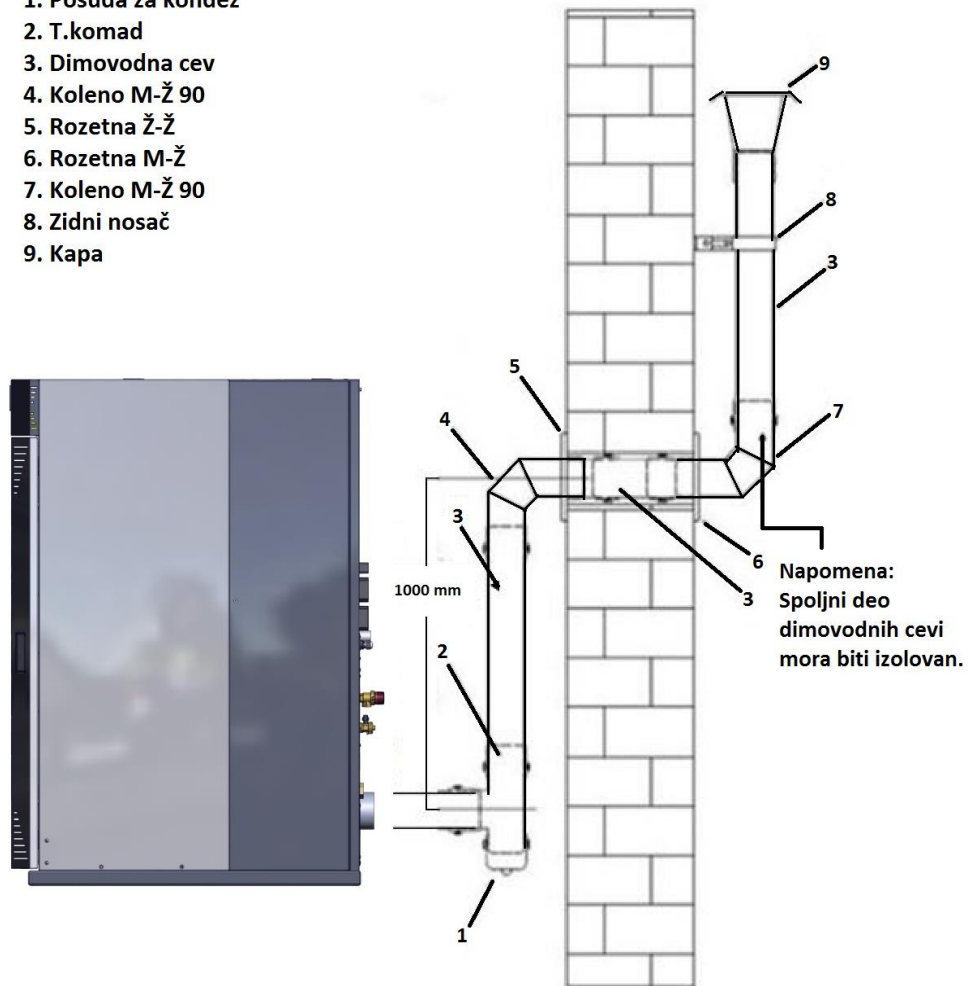 1. Posuda za kondez
2. T.komad
3. Dimovodna cev
4. Koleno M-Ž 90
5. Rozetna Ž-Ž
6. Rozetna M-Ž
7. Koleno M-Ž 90
8. Zidni nosač
9. Kapa
9
8
3
5
4
7
3
6
3
1000 mm
2
1
Napomena:
Spoljni deo
dimovodnih cevi
mora biti izolovan.